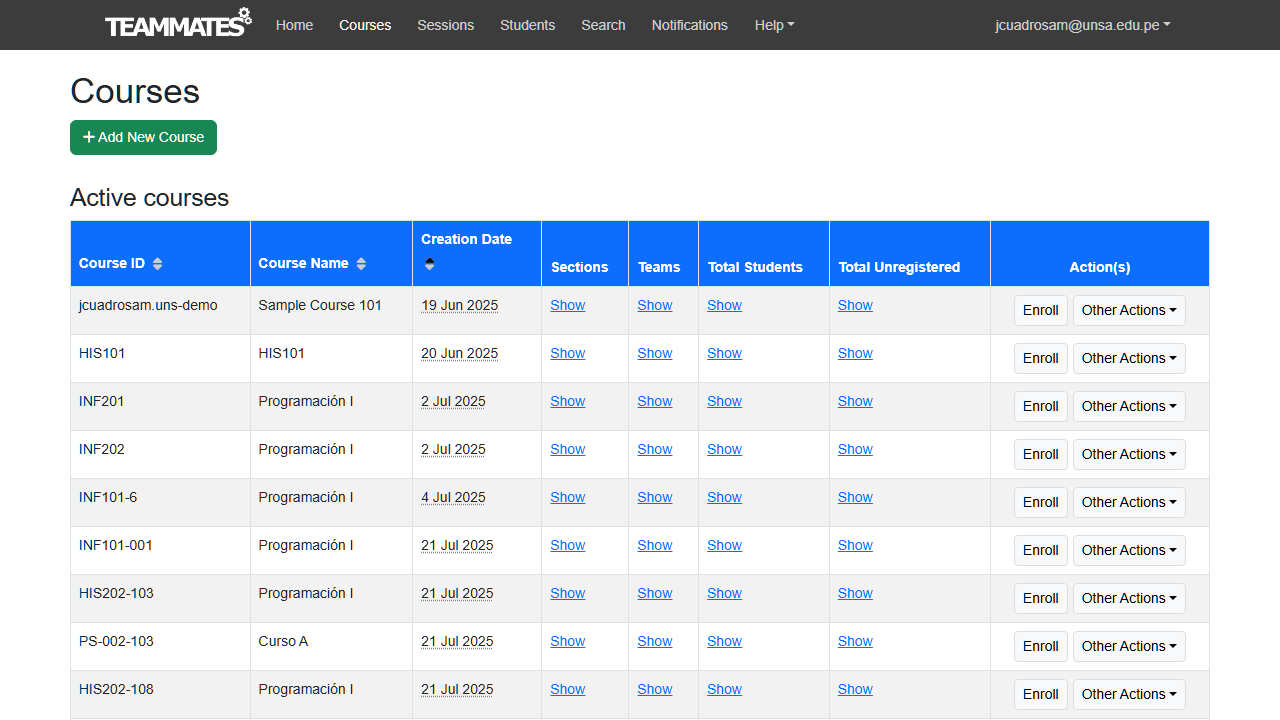 TEAMMATES Home Courses Sessions Students Search Notifications Help jcuadrosam@unsa.edu.pe
Courses
+ Add New Course
Active courses
Course ID Course Name Creation Date Sections Teams Total Students Total Unregistered Action(s)
jcuadrosam.uns-demo Sample Course 101 19 Jun 2025 Show Show Show Show Enroll Other Actions
HIS101 HIS101 20 Jun 2025 Show Show Show Show Enroll Other Actions
INF201 Programación I 2 Jul 2025 Show Show Show Show Enroll Other Actions
INF202 Programación I 2 Jul 2025 Show Show Show Show Enroll Other Actions
INF101-6 Programación I 4 Jul 2025 Show Show Show Show Enroll Other Actions
INF101-001 Programación I 21 Jul 2025 Show Show Show Show Enroll Other Actions
HIS202-103 Programación I 21 Jul 2025 Show Show Show Show Enroll Other Actions
PS-002-103 Curso A 21 Jul 2025 Show Show Show Show Enroll Other Actions
HIS202-108 Programación I 21 Jul 2025 Show Show Show Show Enroll Other Actions